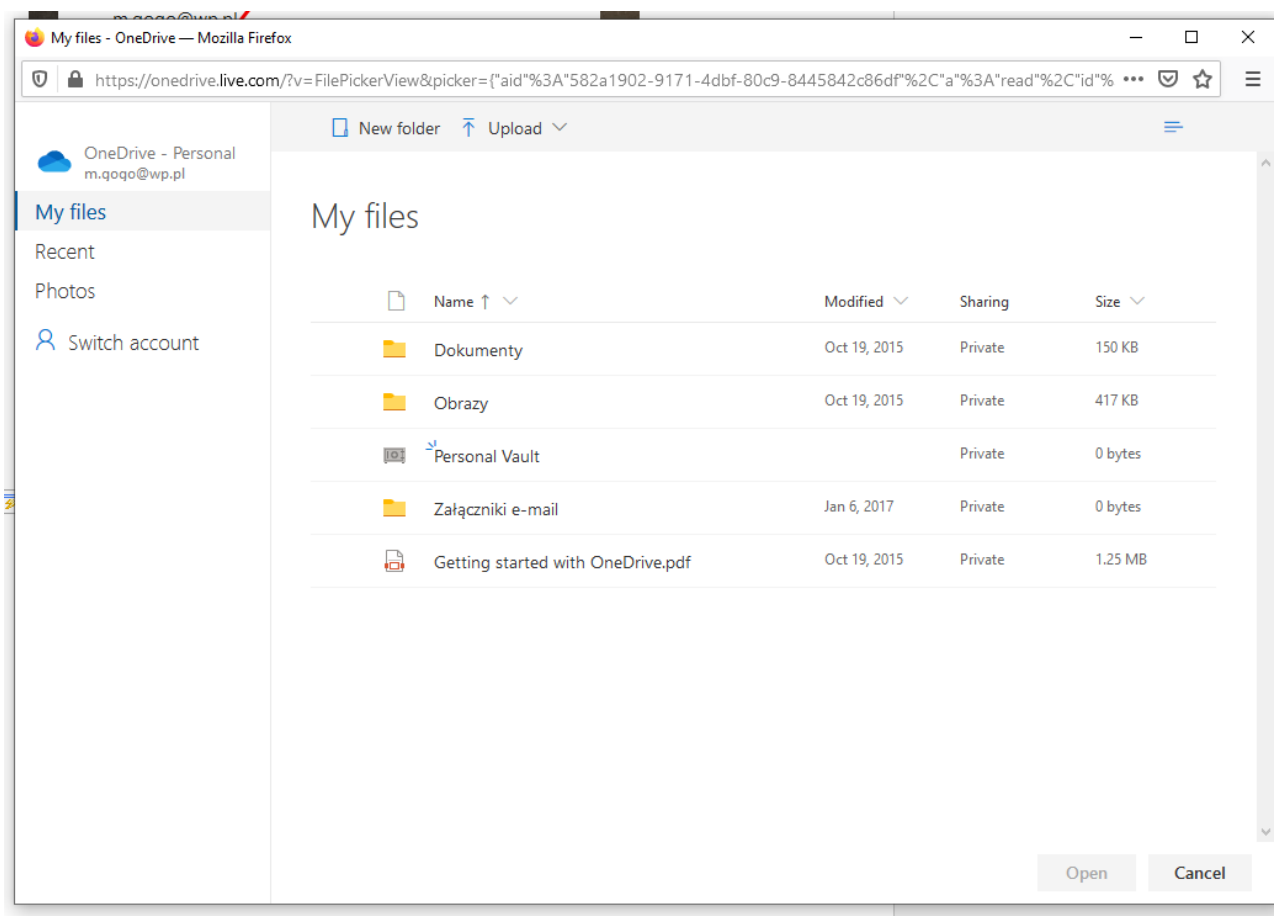 m.gogo@wp.pl
My files - OneDrive — Mozilla Firefox
https://onedrive.live.com/?v=FilePickerView&picker={"aid"%3A"582a1902-9171-4dbf-80c9-8445842c86df"%2C"a"%3A"read"%2C"id"%
New folder Upload
OneDrive - Personal
m.gogo@wp.pl
My files
Recent
Photos
Switch account
My files
Name ↑ Modified Sharing Size
Dokumenty Oct 19, 2015 Private 150 KB
Obrazy Oct 19, 2015 Private 417 KB
Personal Vault Private 0 bytes
Załączniki e-mail Jan 6, 2017 Private 0 bytes
Getting started with OneDrive.pdf Oct 19, 2015 Private 1.25 MB
Open Cancel